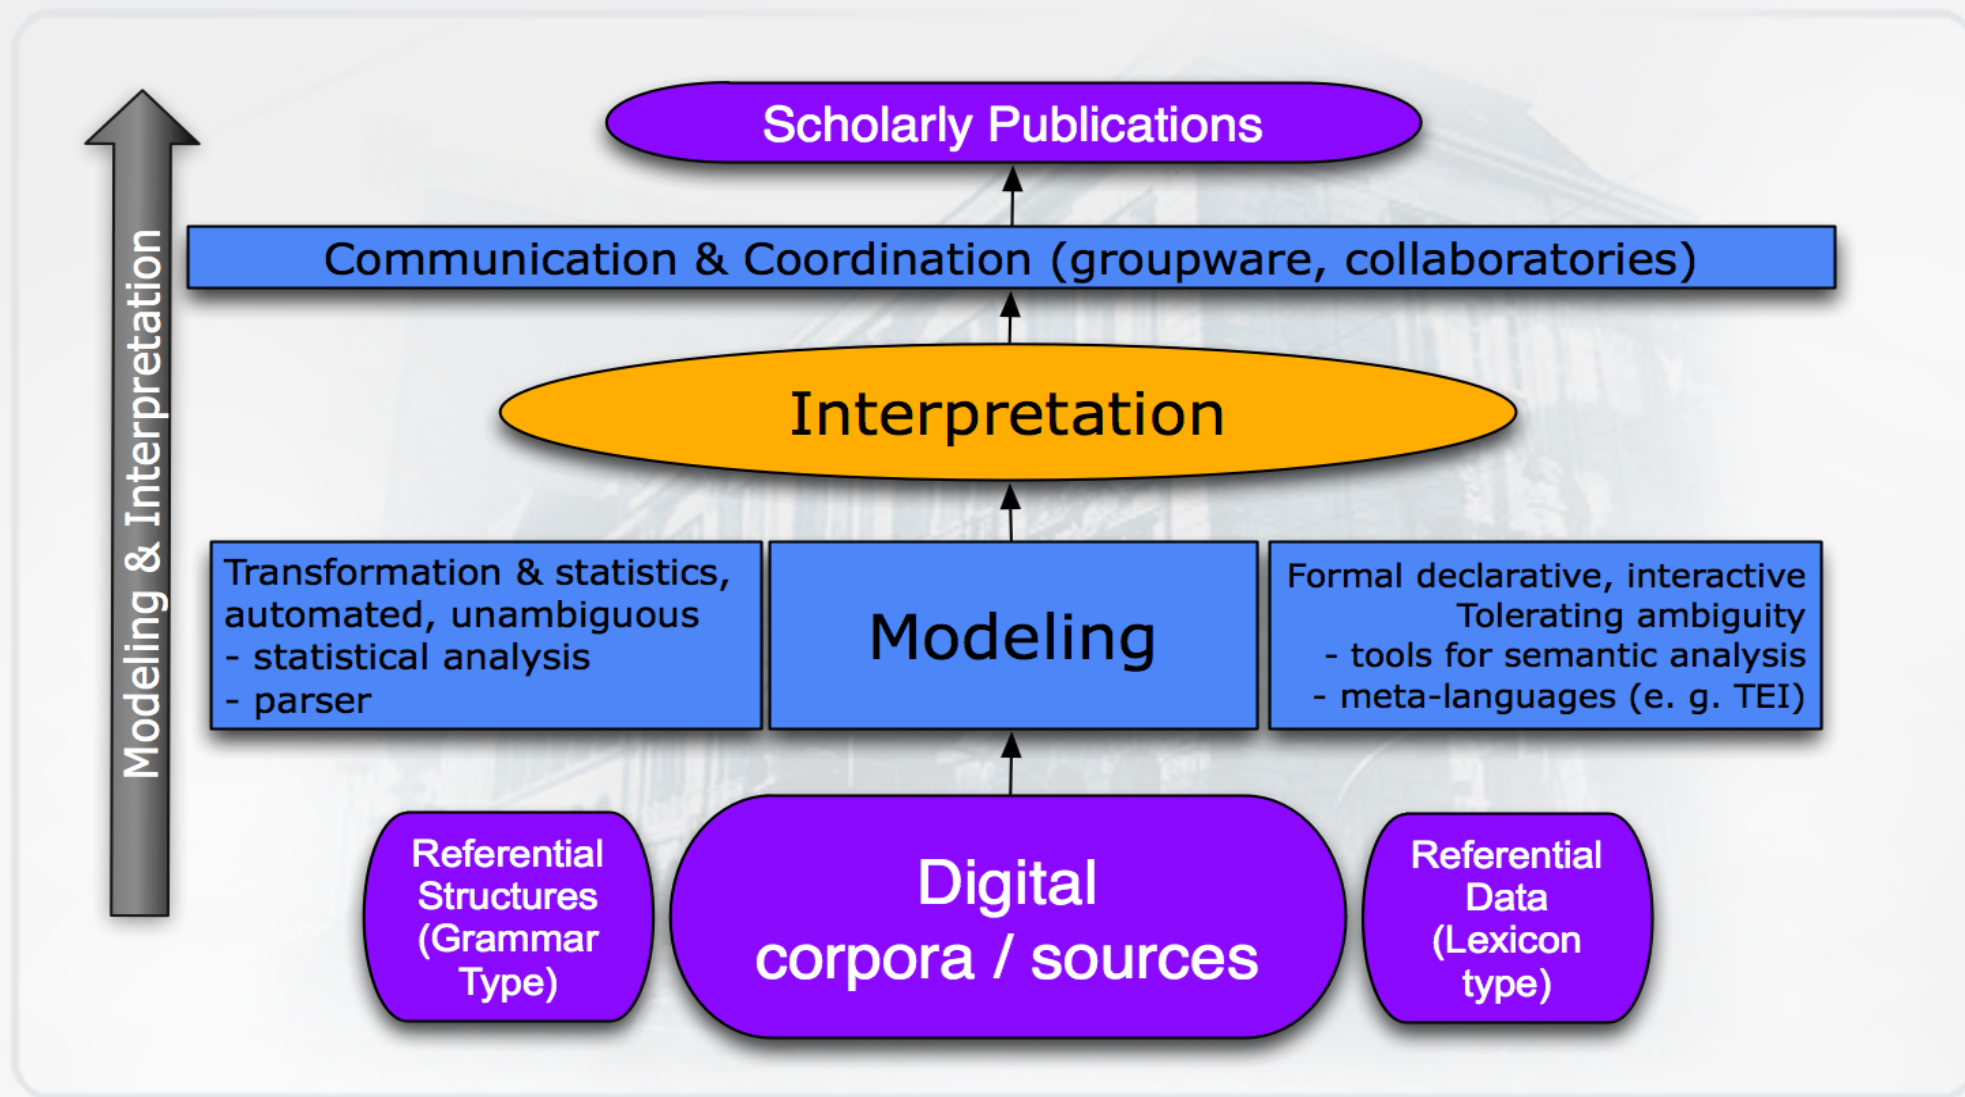 Scholarly Publications
Communication & Coordination (groupware, collaboratories)
Interpretation
Modeling & Interpretation
Transformation & statistics,
automated, unambiguous
- statistical analysis
- parser
Modeling
Formal declarative, interactive
Tolerating ambiguity
- tools for semantic analysis
- meta-languages (e. g. TEI)
Referential
Structures
(Grammar
Type)
Digital
corpora / sources
Referential
Data
(Lexicon
type)